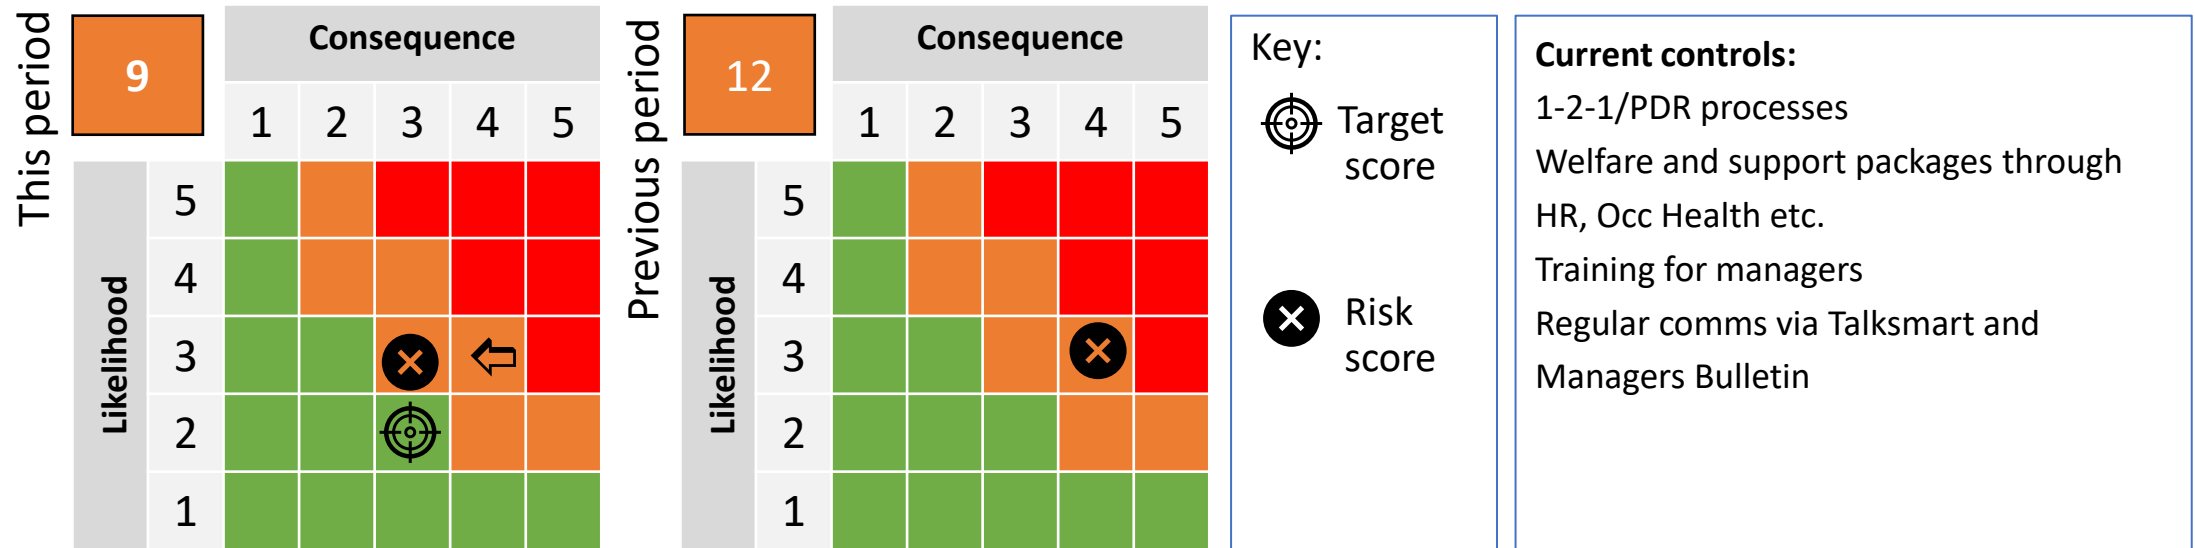 This period
9
Consequence
1 2 3 4 5
Likelihood
5
4
3
2
1
Previous period
12
Consequence
1 2 3 4 5
Likelihood
5
4
3
2
1
Key:
Target
score
Risk
score
Current controls:
1-2-1/PDR processes
Welfare and support packages through
HR, Occ Health etc.
Training for managers
Regular comms via Talksmart and
Managers Bulletin